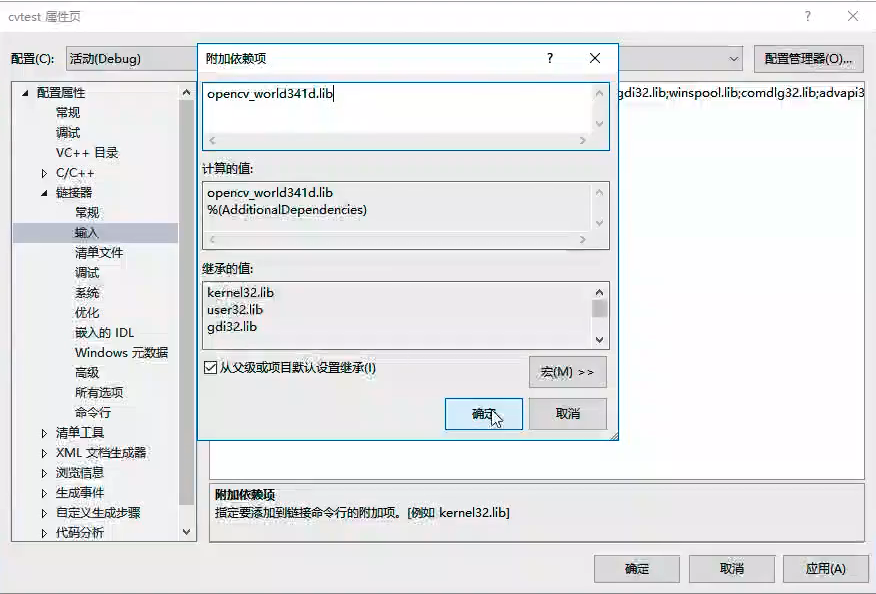 cvtest 属性页
配置(C):
活动(Debug)
配置管理器(O)...
附加依赖项
opencv_world341d.lib
计算的值:
opencv_world341d.lib
%(AdditionalDependencies)
继承的值:
kernel32.lib
user32.lib
gdi32.lib
从父级或项目默认设置继承(I)
宏(M) >>
确定
取消
gdi32.lib;winspool.lib;comdlg32.lib;advapi3
配置属性
常规
调试
VC++ 目录
C/C++
链接器
常规
输入
清单文件
调试
系统
优化
嵌入的 IDL
Windows 元数据
高级
所有选项
命令行
清单工具
XML 文档生成器
浏览信息
生成事件
自定义生成步骤
代码分析
附加依赖项
指定要添加到链接命令行的附加项。[例如 kernel32.lib]
确定
取消
应用(A)